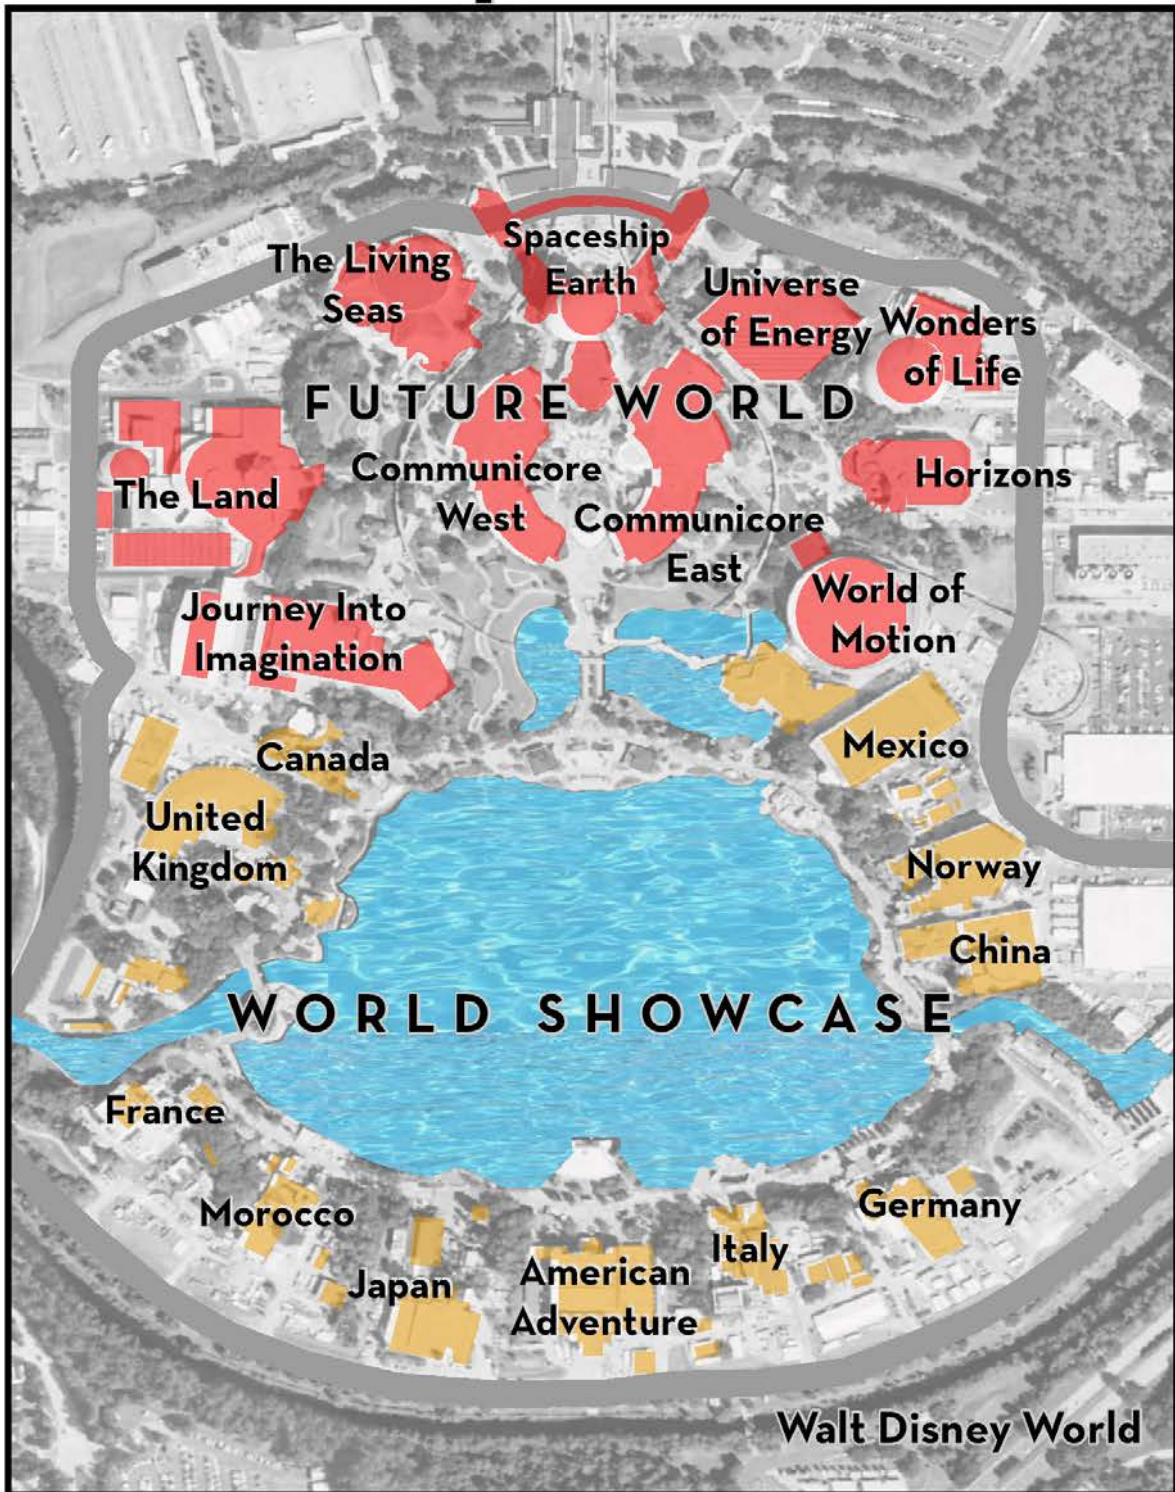 Spaceship
Earth
The Living
Seas
Universe
of Energy
Wonders
of Life
FUTURE WORLD
Communicore
West
Communicore
East
Horizons
The Land
World of
Motion
Journey Into
Imagination
Canada
Mexico
United
Kingdom
Norway
China
WORLD SHOWCASE
France
Morocco
Germany
Italy
Japan
American
Adventure
Walt Disney World